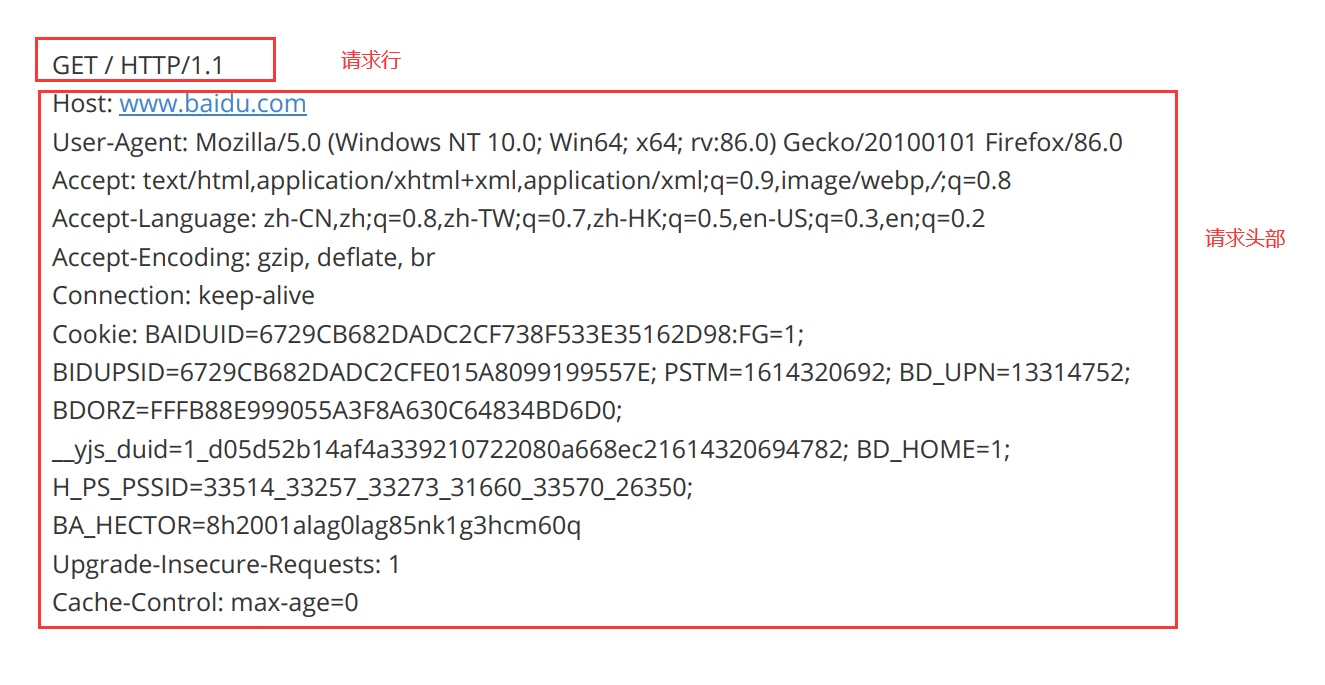 GET / HTTP/1.1
请求行
Host: www.baidu.com
User-Agent: Mozilla/5.0 (Windows NT 10.0; Win64; x64; rv:86.0) Gecko/20100101 Firefox/86.0
Accept: text/html,application/xhtml+xml,application/xml;q=0.9,image/webp,/;q=0.8
Accept-Language: zh-CN,zh;q=0.8,zh-TW;q=0.7,zh-HK;q=0.5,en-US;q=0.3,en;q=0.2
请求头部
Accept-Encoding: gzip, deflate, br
Connection: keep-alive
Cookie: BAIDUID=6729CB682DADC2CF738F533E35162D98:FG=1;
BIDUPSID=6729CB682DADC2CFE015A8099199557E; PSTM=1614320692; BD_UPN=13314752;
BDORZ=FFFB88E999055A3F8A630C64834BD6D0;
__yjs_duid=1_d05d52b14af4a339210722080a668ec21614320694782; BD_HOME=1;
H_PS_PSSID=33514_33257_33273_31660_33570_26350;
BA_HECTOR=8h2001alag0lag85nk1g3hcm60q
Upgrade-Insecure-Requests: 1
Cache-Control: max-age=0